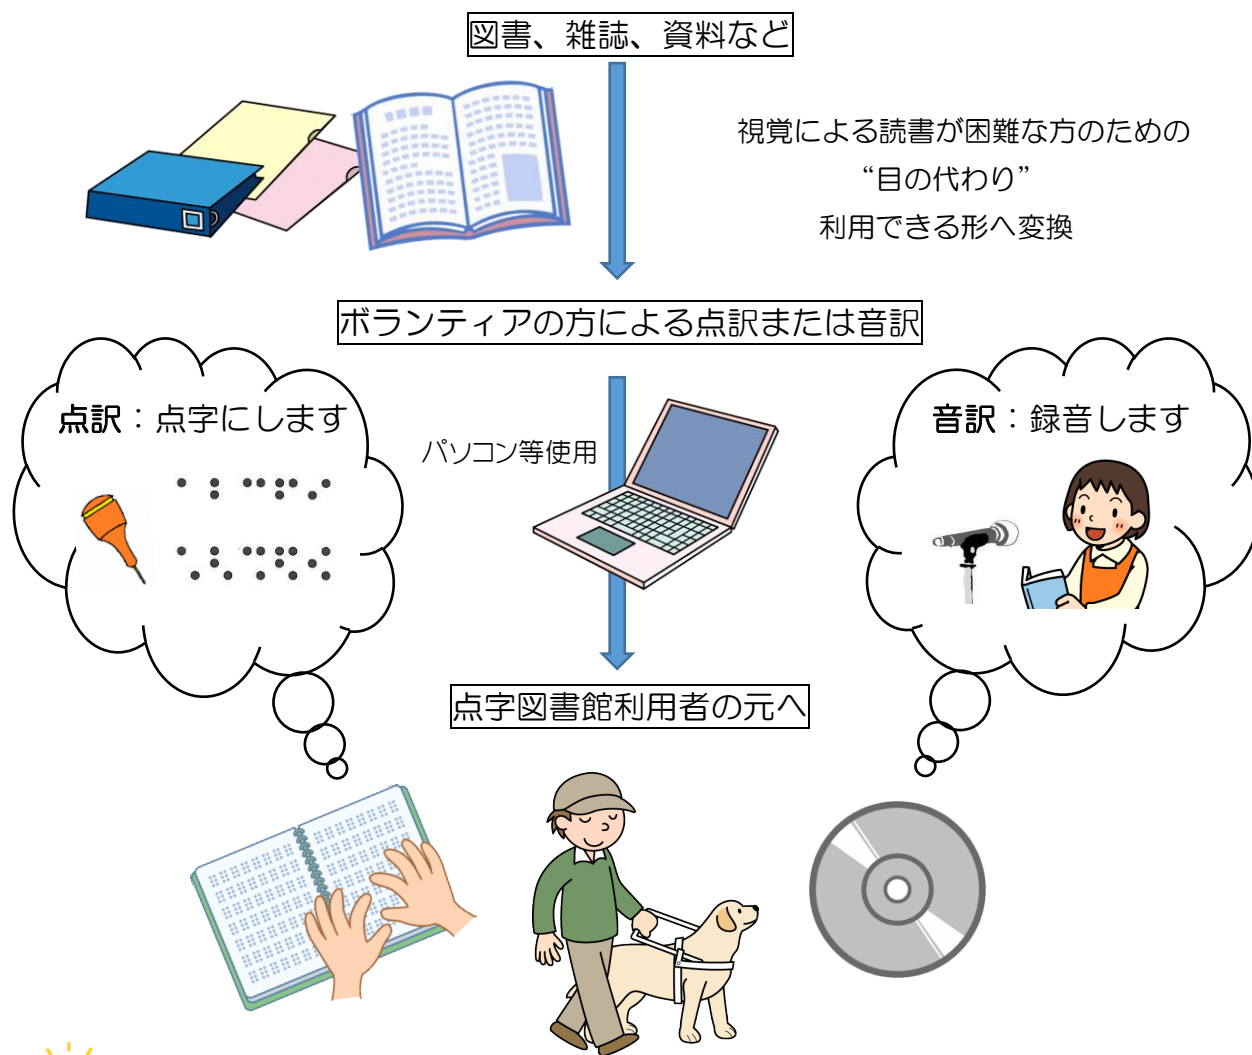 図書、雑誌、資料など
視覚による読書が困難な方のための
“目の代わり”
利用できる形へ変換
ボランティアの方による点訳または音訳
点訳：点字にします
パソコン等使用
音訳：録音します
点字図書館利用者の元へ